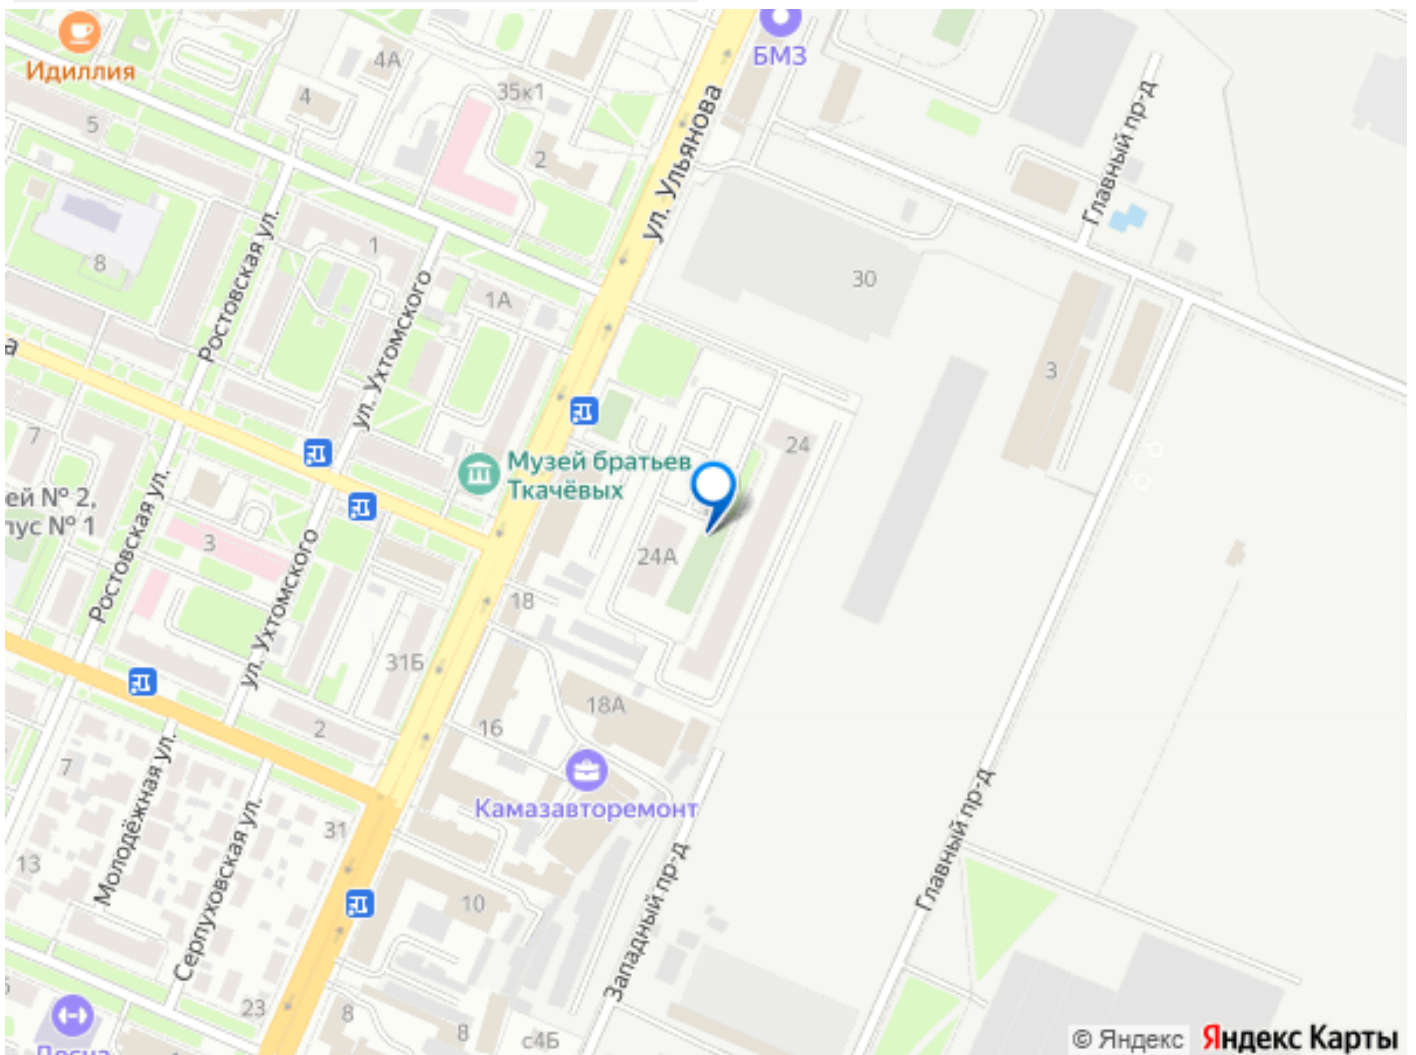 БМЗ
Идиллия
4А
35к1
4
5
2
ул. Ульянова
Главный пр-д
Ростовская ул.
1
8
ул. Ухтомского
1А
30
3
7
24
Музей братьев
Ткачёвых
ей № 2,
пус № 1
Ростовская ул.
3
ул. Ухтомского
24А
18
31Б
18А
16
2
7
Молодёжная ул.
Серпуховская ул.
Камазавторемонт
31
13
Главный пр-д
Западный пр-д
10
23
8
8
с4Б
© Яндекс
Яндекс Карты